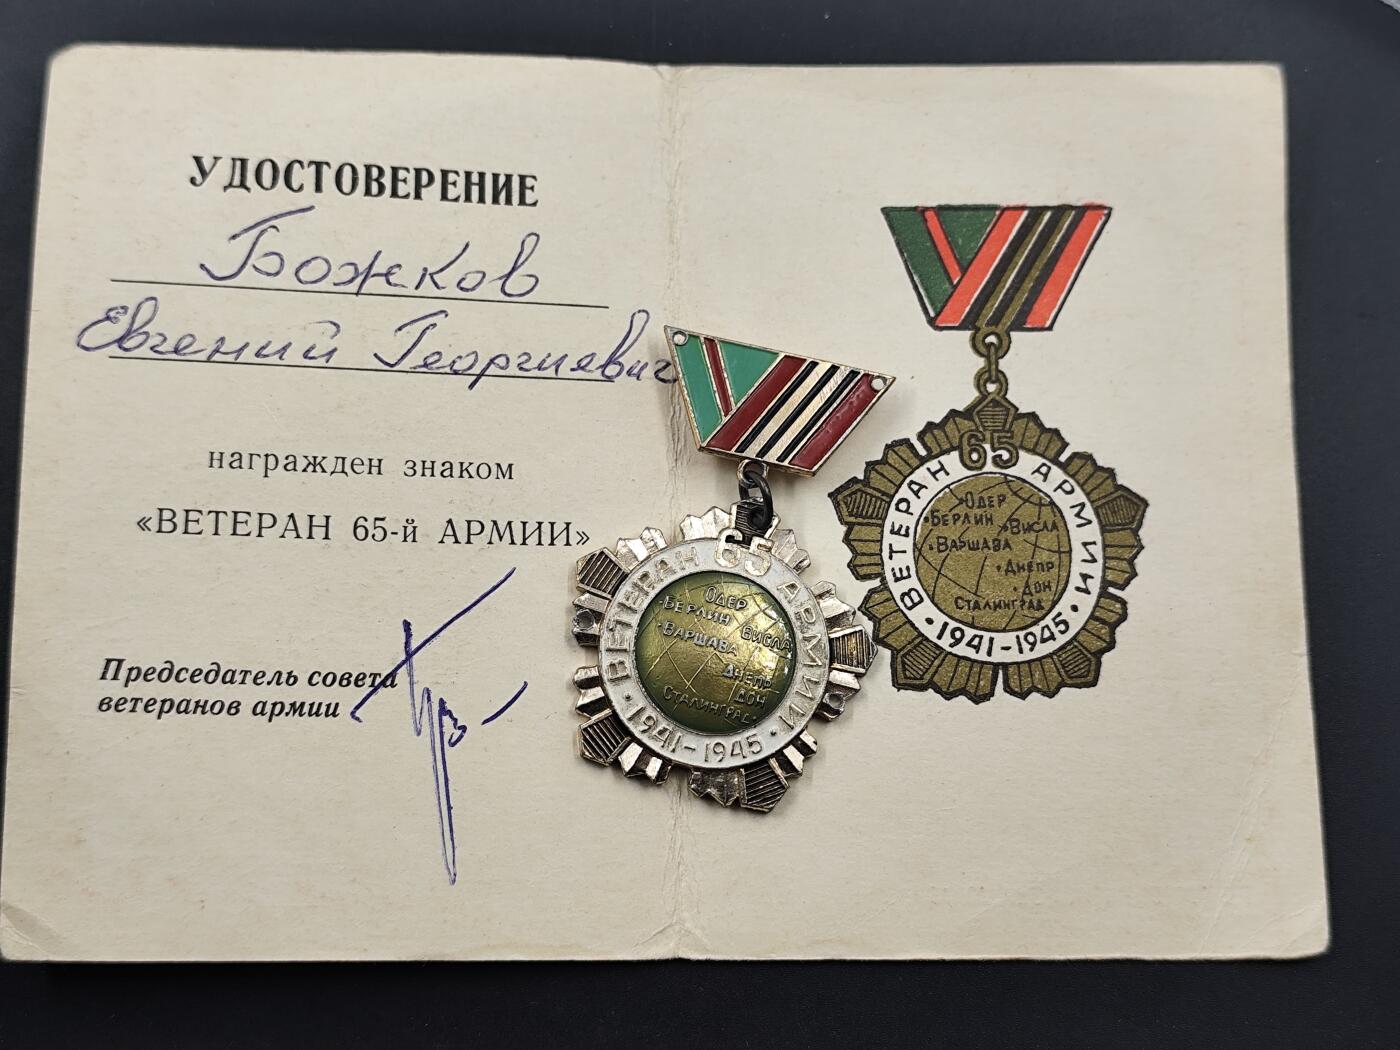 УДОСТОВЕРЕНИЕ
Божков
Евгений Георгиевич
награжден знаком
«ВЕТЕРАН 65-й АРМИИ»
Председатель совета
ветеранов армии
ВЕТЕРАН 65 АРМИИ
ОДЕР
БЕРЛИН ВИСЛА
ВАРШАВА
ДНЕПР
ДОН
СТАЛИНГРАД
1941-1945
ВЕТЕРАН 65 АРМИИ
ОДЕР
БЕРЛИН ВИСЛА
ВАРШАВА
ДНЕПР
ДОН
СТАЛИНГРАД
1941-1945